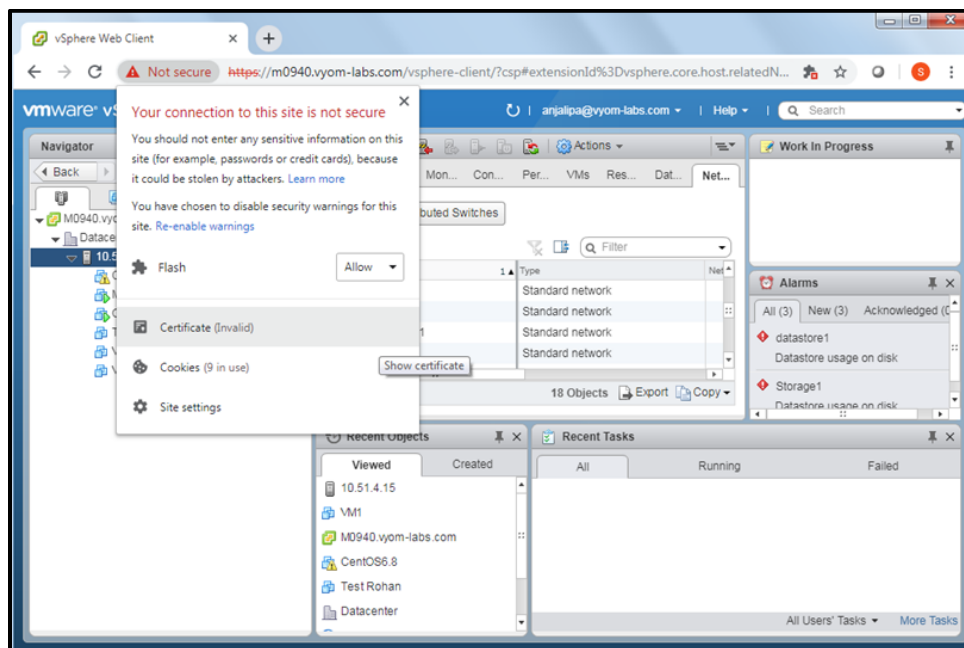 vSphere Web Client
Not secure https://m0940.vyom-labs.com/vsphere-client/?csp#extensionId%3Dvsphere.core.host.relatedN...
S
vmware vS
anjalipa@vyom-labs.com
Help
Search
Your connection to this site is not secure
You should not enter any sensitive information on this
site (for example, passwords or credit cards), because
it could be stolen by attackers. Learn more
You have chosen to disable security warnings for this
site. Re-enable warnings
Flash
Allow
Certificate (Invalid)
Cookies (9 in use)
Show certificate
Site settings
Navigator
Back
M0940.vyo
Datace
10.5
Actions
Mon... Con... Per... VMs Res... Dat... Net...
buted Switches
Filter
1 Type Net
Standard network
Standard network
1 Standard network
Standard network
18 Objects Export Copy
Work In Progress
Alarms
All (3) New (3) Acknowledged (0
datastore1
Datastore usage on disk
Storage1
Datastore usage on disk
Recent Objects
Viewed Created
10.51.4.15
VM1
M0940.vyom-labs.com
CentOS6.8
Test Rohan
Datacenter
Recent Tasks
All Running Failed
All Users' Tasks More Tasks